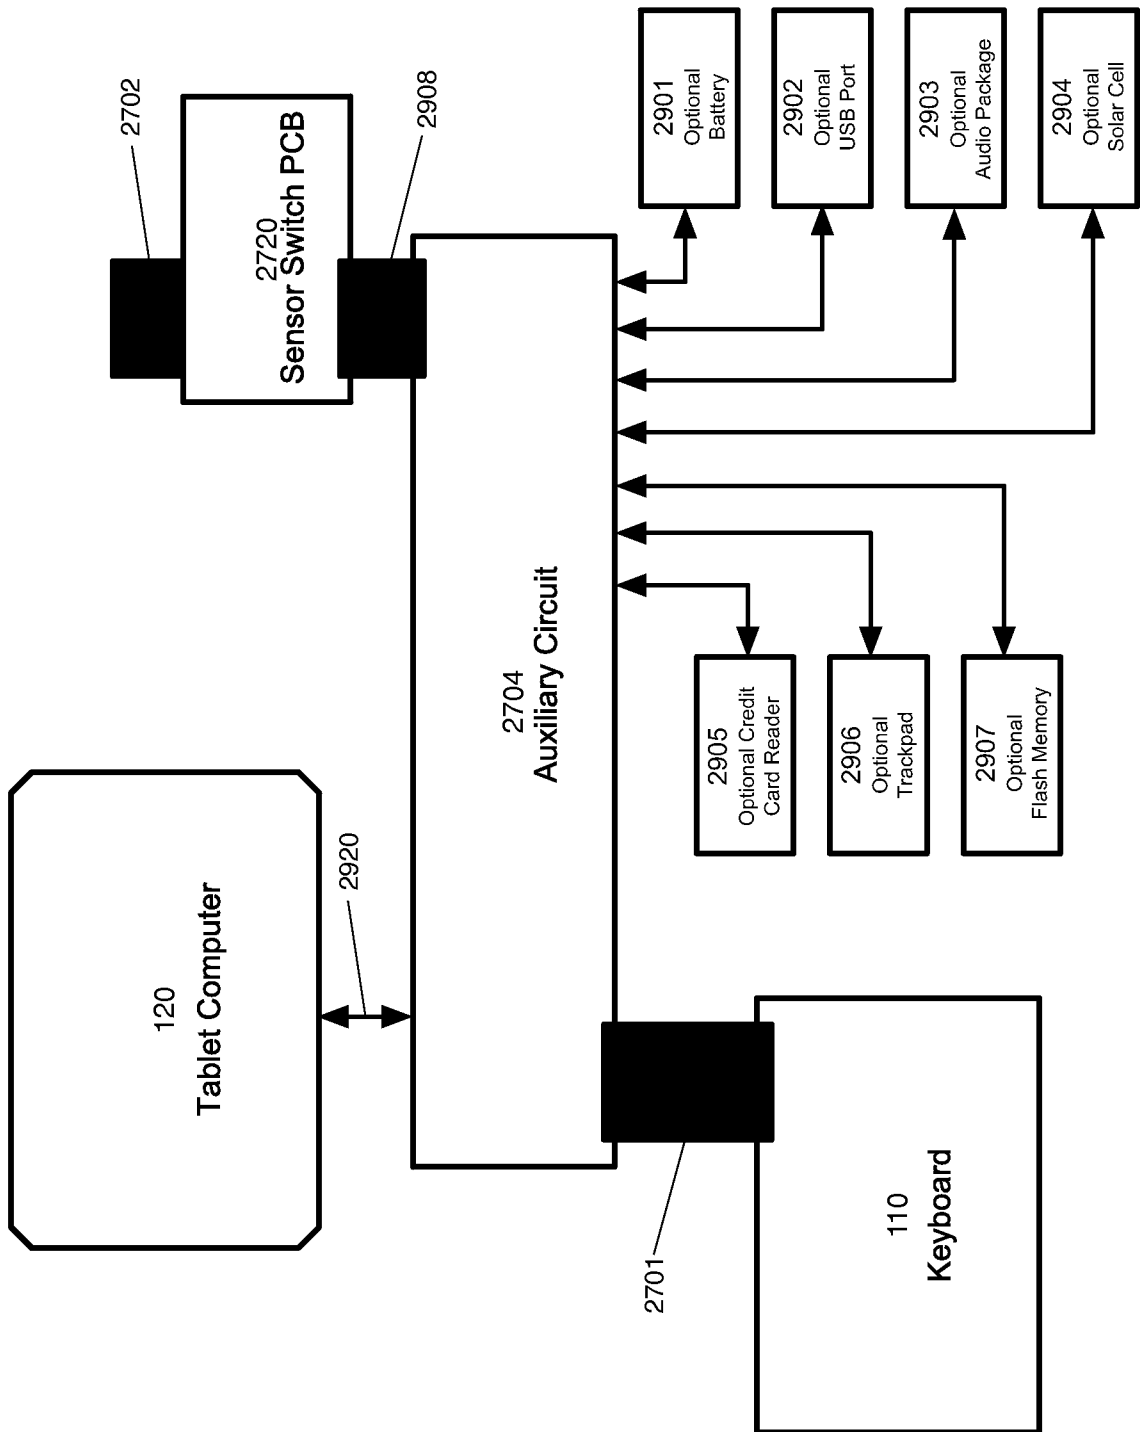 120
Tablet Computer
2920
2702
2720
Sensor Switch PCB
2908
2704
Auxiliary Circuit
2701
110
Keyboard
2905
Optional Credit
Card Reader
2906
Optional
Trackpad
2907
Optional
Flash Memory
2901
Optional
Battery
2902
Optional
USB Port
2903
Optional
Audio Package
2904
Optional
Solar Cell